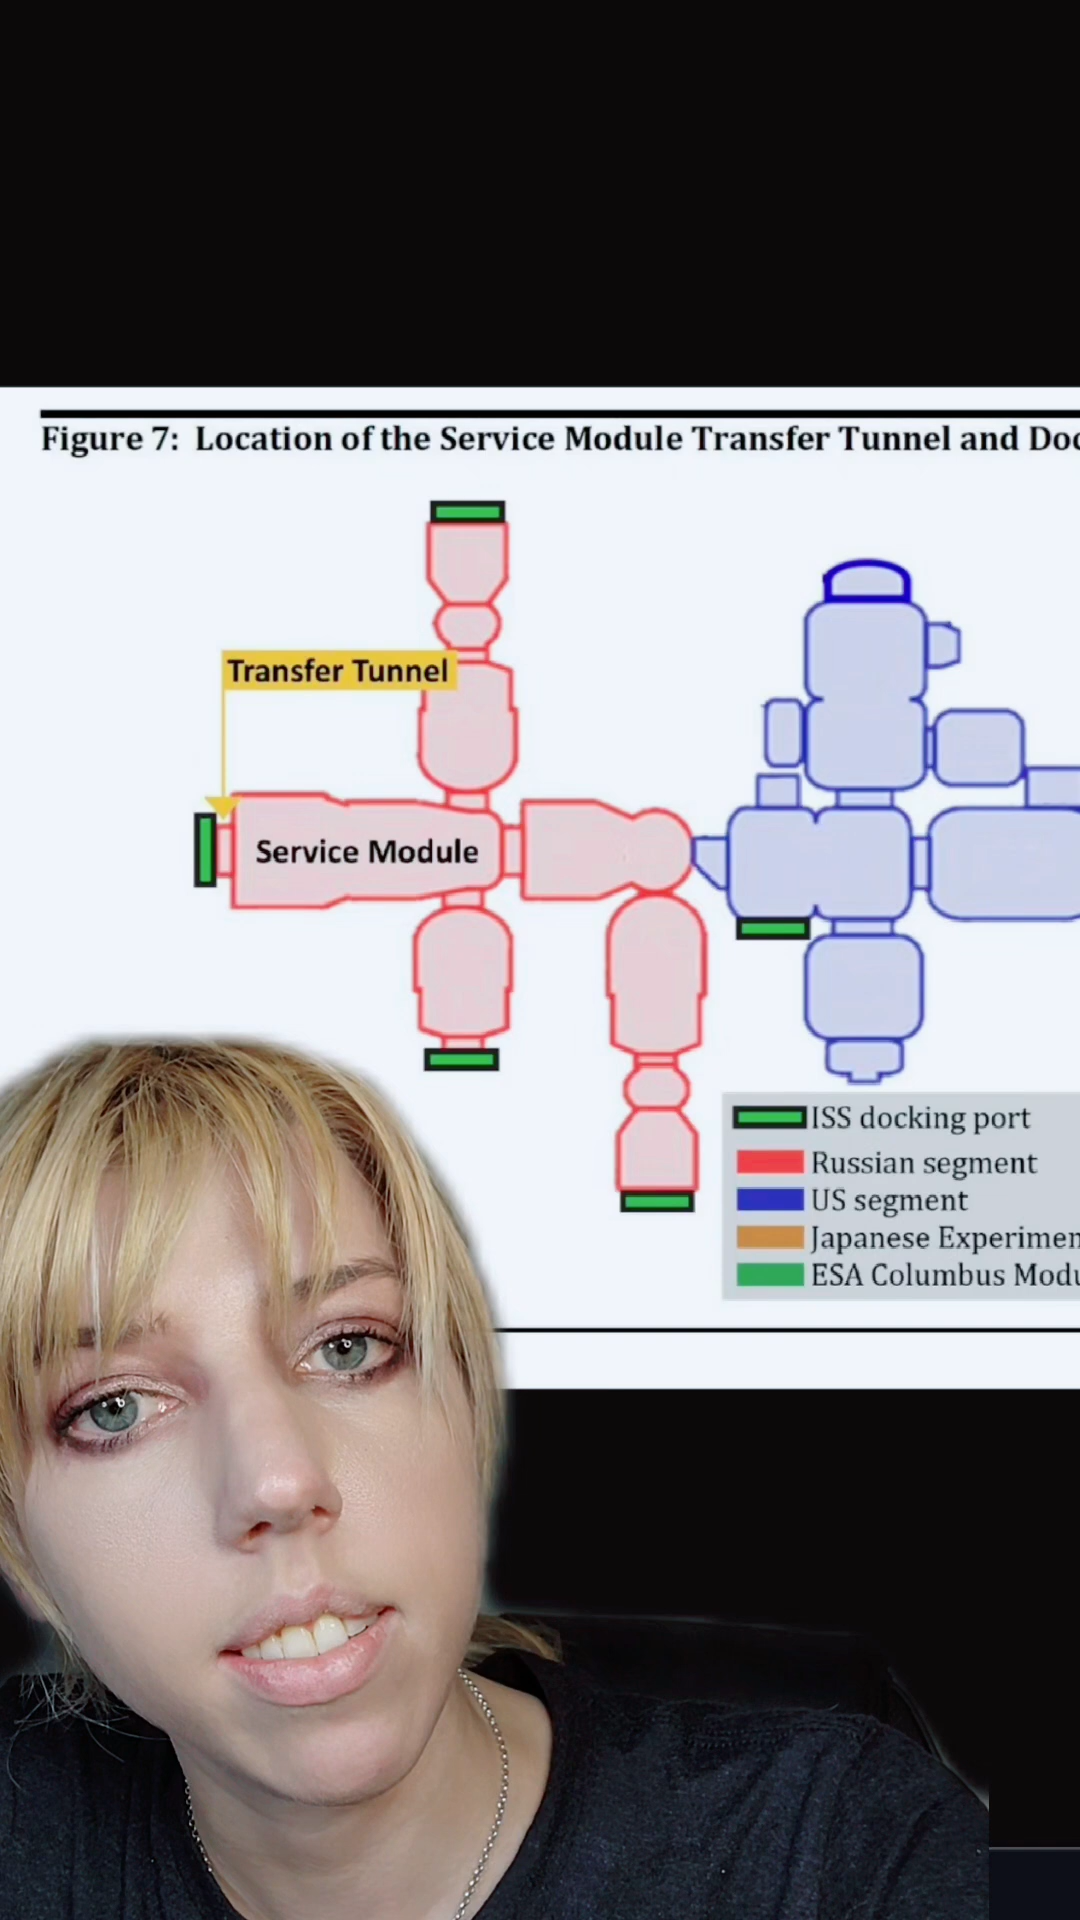 Figure 7: Location of the Service Module Transfer Tunnel and Doc
Transfer Tunnel
Service Module
ISS docking port
Russian segment
US segment
Japanese Experimen
ESA Columbus Modu